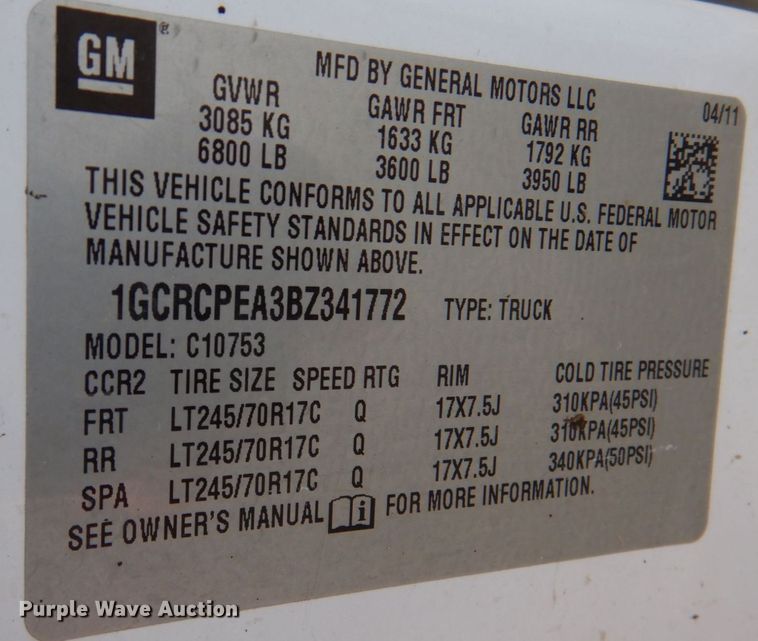 GM
MFD BY GENERAL MOTORS LLC
04/11
GVWR GAWR FRT GAWR RR
3085 KG 1633 KG 1792 KG
6800 LB 3600 LB 3950 LB
THIS VEHICLE CONFORMS TO ALL APPLICABLE U.S. FEDERAL MOTOR
VEHICLE SAFETY STANDARDS IN EFFECT ON THE DATE OF
MANUFACTURE SHOWN ABOVE.
1GCRCPEA3BZ341772 TYPE: TRUCK
MODEL: C10753
CCR2 TIRE SIZE SPEED RTG RIM COLD TIRE PRESSURE
FRT LT245/70R17C Q 17X7.5J 310KPA(45PSI)
RR LT245/70R17C Q 17X7.5J 310KPA(45PSI)
SPA LT245/70R17C Q 17X7.5J 340KPA(50PSI)
SEE OWNER'S MANUAL i FOR MORE INFORMATION.
Purple Wave Auction